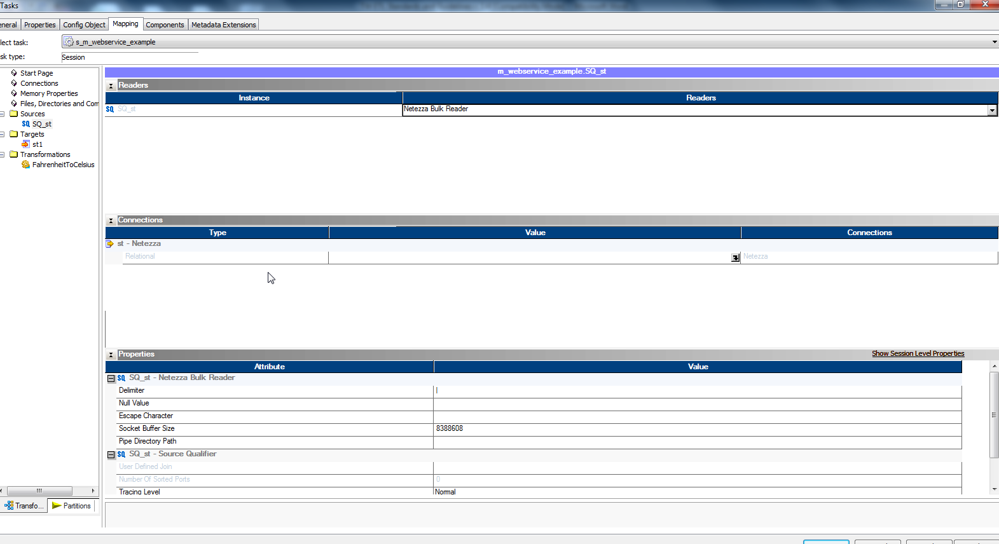 Tasks
eneral Properties Config Object Mapping Components Metadata Extensions
lect task: s_m_webservice_example
sk type: Session
Start Page
Connections
Memory Properties
Files, Directories and Com
Sources
SQ SQ_st
Targets
st1
Transformations
FahrenheitToCelsius
Transfo... Partitions
m_webservice_example.SQ_st
Readers
Instance Readers
SQ SQ_st Netezza Bulk Reader
Connections
Type Value Connections
st - Netezza
Relational Netezza
Properties Show Session Level Properties
Attribute Value
SQ SQ_st - Netezza Bulk Reader
Delimiter |
Null Value
Escape Character
Socket Buffer Size 8388608
Pipe Directory Path
SQ SQ_st - Source Qualifier
User Defined Join
Number Of Sorted Ports 0
Tracing Level Normal